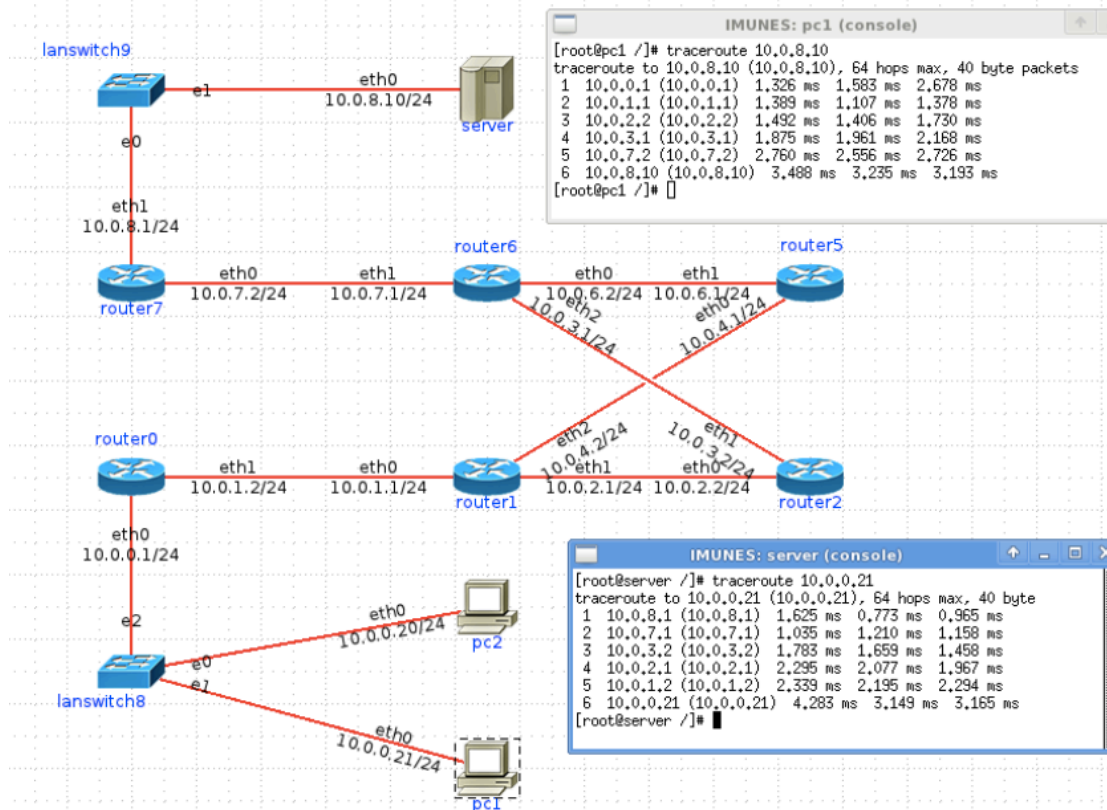 IMUNES: pc1 (console)
[root@pc1 /]# traceroute 10.0.8.10
traceroute to 10.0.8.10 (10.0.8.10), 64 hops max, 40 byte packets
1 10.0.0.1 (10.0.0.1) 1.326 ms 1.583 ms 2.678 ms
2 10.0.1.1 (10.0.1.1) 1.389 ms 1.107 ms 1.378 ms
3 10.0.2.2 (10.0.2.2) 1.492 ms 1.406 ms 1.730 ms
4 10.0.3.1 (10.0.3.1) 1.875 ms 1.961 ms 2.168 ms
5 10.0.7.2 (10.0.7.2) 2.760 ms 2.556 ms 2.726 ms
6 10.0.8.10 (10.0.8.10) 3.488 ms 3.235 ms 3.193 ms
[root@pc1 /]#
lanswitch9
e1
eth0
10.0.8.10/24
server
e0
eth1
10.0.8.1/24
router7
eth0
10.0.7.2/24
eth1
10.0.7.1/24
router6
eth0
10.0.6.2/24
eth1
10.0.6.1/24
router5
eth2
10.0.3.1/24
eth0
10.0.4.1/24
router0
eth1
10.0.1.2/24
eth0
10.0.1.1/24
router1
eth2
10.0.4.2/24
eth1
10.0.2.1/24
eth1
10.0.3.2/24
eth0
10.0.2.2/24
router2
eth0
10.0.0.1/24
e2
lanswitch8
e0
eth0
10.0.0.20/24
pc2
e1
eth0
10.0.0.21/24
pc1
IMUNES: server (console)
[root@server /]# traceroute 10.0.0.21
traceroute to 10.0.0.21 (10.0.0.21), 64 hops max, 40 byte
1 10.0.8.1 (10.0.8.1) 1.625 ms 0.773 ms 0.965 ms
2 10.0.7.1 (10.0.7.1) 1.035 ms 1.210 ms 1.158 ms
3 10.0.3.2 (10.0.3.2) 1.783 ms 1.659 ms 1.458 ms
4 10.0.2.1 (10.0.2.1) 2.295 ms 2.077 ms 1.967 ms
5 10.0.1.2 (10.0.1.2) 2.339 ms 2.195 ms 2.294 ms
6 10.0.0.21 (10.0.0.21) 4.283 ms 3.149 ms 3.165 ms
[root@server /]#